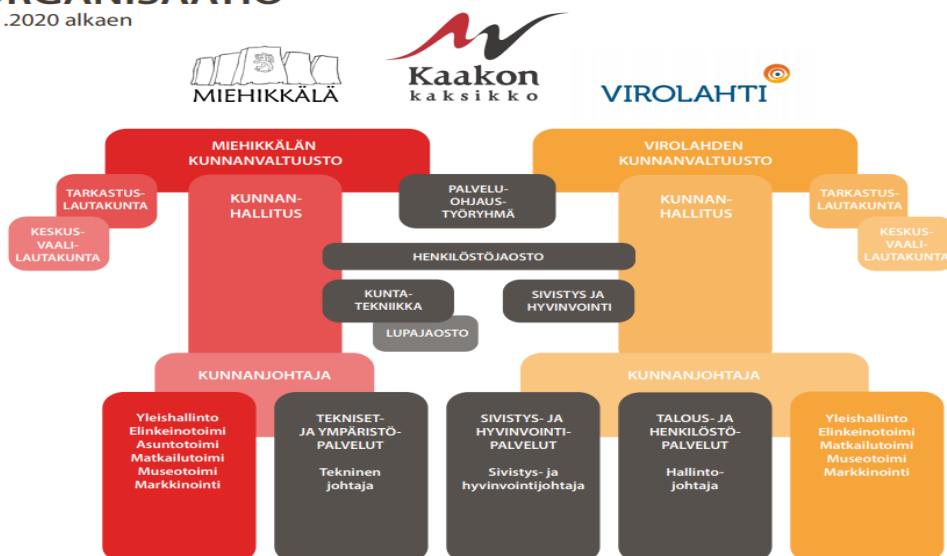 .2020 alkaen
MIEHIKKÄLÄ
Kaakon
kaksikko
VIROLAHTI
MIEHIKKÄLÄN
KUNNANVALTUUSTO
VIROLAHDEN
KUNNANVALTUUSTO
TARKASTUS-
LAUTAKUNTA
KESKUS-
VAALI-
LAUTAKUNTA
KUNNAN-
HALLITUS
PALVELU-
OHJAUS-
TYÖRYHMÄ
KUNNAN-
HALLITUS
TARKASTUS-
LAUTAKUNTA
KESKUS-
VAALI-
LAUTAKUNTA
HENKILÖSTÖJAOSTO
KUNTA-
TEKNIIKKA
SIVISTYS JA
HYVINVOINTI
LUPAJAOSTO
KUNNANJOHTAJA
KUNNANJOHTAJA
Yleishallinto
Elinkeinotoimi
Asuntotoimi
Matkailutoimi
Museotoimi
Markkinointi
TEKNISET-
JA YMPÄRISTÖ-
PALVELUT
Tekninen
johtaja
SIVISTYS- JA
HYVINVOINTI-
PALVELUT
Sivistys- ja
hyvinvointijohtaja
TALOUS- JA
HENKILÖSTÖ-
PALVELUT
Hallinto-
johtaja
Yleishallinto
Elinkeinotoimi
Matkailutoimi
Museotoimi
Markkinointi